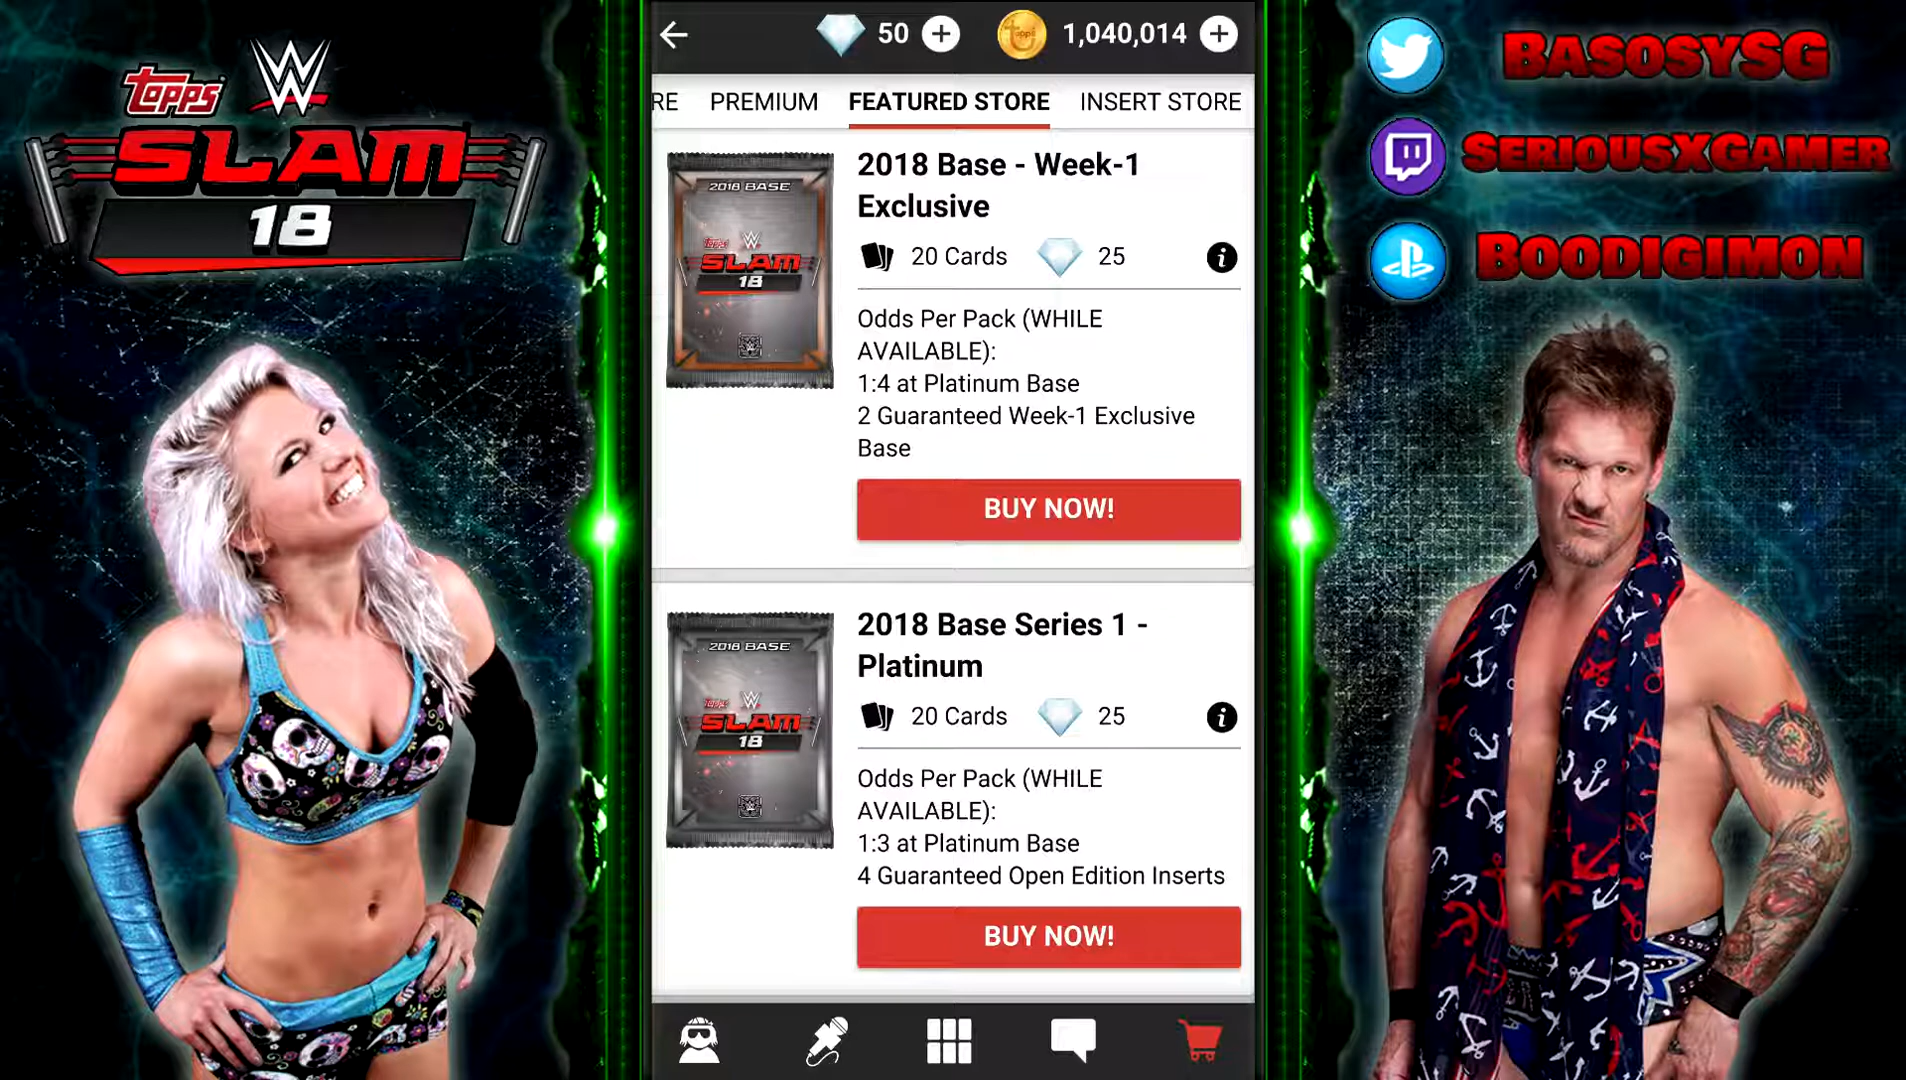 Topps W
SLAM
18
50
1,040,014
RE PREMIUM FEATURED STORE INSERT STORE
2018 BASE
Topps W
SLAM
18
2018 Base - Week-1
Exclusive
20 Cards 25
Odds Per Pack (WHILE
AVAILABLE):
1:4 at Platinum Base
2 Guaranteed Week-1 Exclusive
Base
BUY NOW!
2018 BASE
Topps W
SLAM
18
2018 Base Series 1 -
Platinum
20 Cards 25
Odds Per Pack (WHILE
AVAILABLE):
1:3 at Platinum Base
4 Guaranteed Open Edition Inserts
BUY NOW!
BASOSYSG
SERIOUSXGAMER
BOODIGIMON